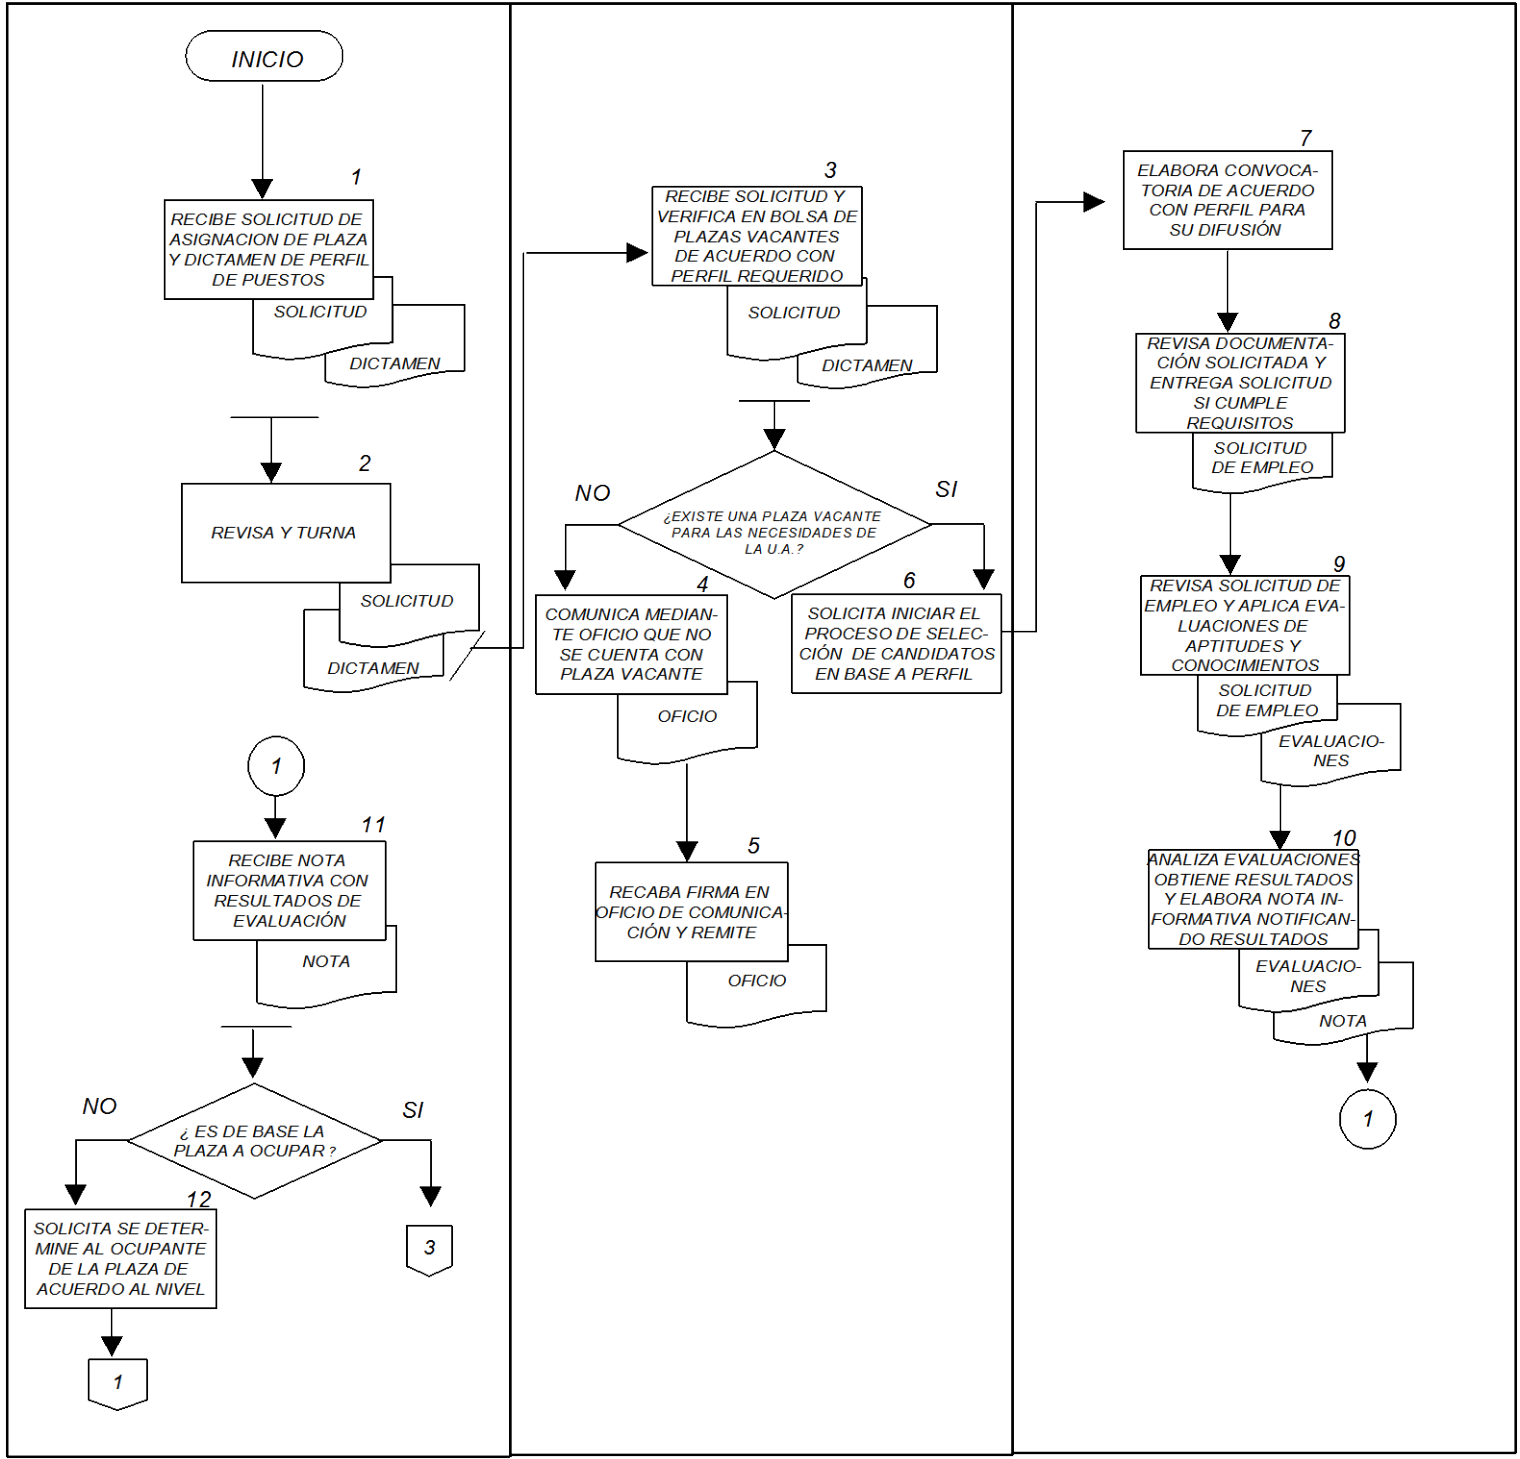 INICIO
1
RECIBE SOLICITUD DE
ASIGNACION DE PLAZA
Y DICTAMEN DE PERFIL
DE PUESTOS
SOLICITUD
DICTAMEN
2
REVISA Y TURNA
SOLICITUD
DICTAMEN
1
11
RECIBE NOTA
INFORMATIVA CON
RESULTADOS DE
EVALUACIÓN
NOTA
NO
SI
¿ ES DE BASE LA
PLAZA A OCUPAR ?
12
SOLICITA SE DETER-
MINE AL OCUPANTE
DE LA PLAZA DE
ACUERDO AL NIVEL
3
1
3
RECIBE SOLICITUD Y
VERIFICA EN BOLSA DE
PLAZAS VACANTES
DE ACUERDO CON
PERFIL REQUERIDO
SOLICITUD
DICTAMEN
NO
SI
¿EXISTE UNA PLAZA VACANTE
PARA LAS NECESIDADES DE
LA U.A.?
4
COMUNICA MEDIAN-
TE OFICIO QUE NO
SE CUENTA CON
PLAZA VACANTE
OFICIO
6
SOLICITA INICIAR EL
PROCESO DE SELEC-
CIÓN DE CANDIDATOS
EN BASE A PERFIL
5
RECABA FIRMA EN
OFICIO DE COMUNICA-
CIÓN Y REMITE
OFICIO
7
ELABORA CONVOCA-
TORIA DE ACUERDO
CON PERFIL PARA
SU DIFUSIÓN
8
REVISA DOCUMENTA-
CIÓN SOLICITADA Y
ENTREGA SOLICITUD
SI CUMPLE
REQUISITOS
SOLICITUD
DE EMPLEO
9
REVISA SOLICITUD DE
EMPLEO Y APLICA EVA-
LUACIONES DE
APTITUDES Y
CONOCIMIENTOS
SOLICITUD
DE EMPLEO
EVALUACIO-
NES
10
ANALIZA EVALUACIONES
OBTIENE RESULTADOS
Y ELABORA NOTA IN-
FORMATIVA NOTIFICAN-
DO RESULTADOS
EVALUACIO-
NES
NOTA
1